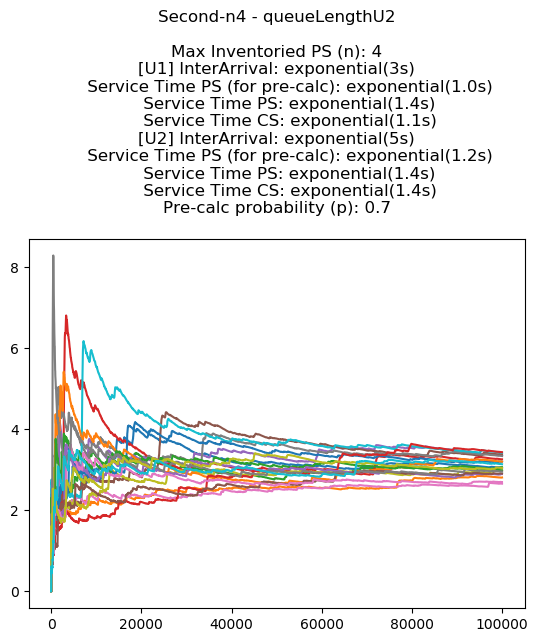 Second-n4 - queueLengthU2
Max Inventoried PS (n): 4
[U1] InterArrival: exponential(3s)
Service Time PS (for pre-calc): exponential(1.0s)
Service Time PS: exponential(1.4s)
Service Time CS: exponential(1.1s)
[U2] InterArrival: exponential(5s)
Service Time PS (for pre-calc): exponential(1.2s)
Service Time PS: exponential(1.4s)
Service Time CS: exponential(1.4s)
Pre-calc probability (p): 0.7
8
6
4
2
0
0 20000 40000 60000 80000 100000